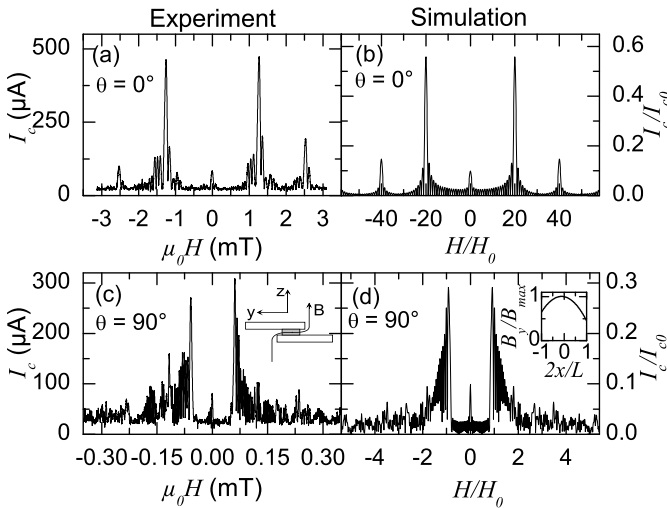 Experiment
Simulation
(a)
θ = 0°
I_c (μA)
500
250
0
-3 -2 -1 0 1 2 3
μ_0H (mT)
(b)
θ = 0°
I_c/I_c0
0.6
0.4
0.2
0.0
-40 -20 0 20 40
H/H_0
(c)
θ = 90°
I_c (μA)
300
200
100
0
z
y
B
-0.30 -0.15 0.00 0.15 0.30
μ_0H (mT)
(d)
θ = 90°
B_y/B_max
1
0
-1 0 1
2x/L
I_c/I_c0
0.3
0.2
0.1
0.0
-4 -2 0 2 4
H/H_0